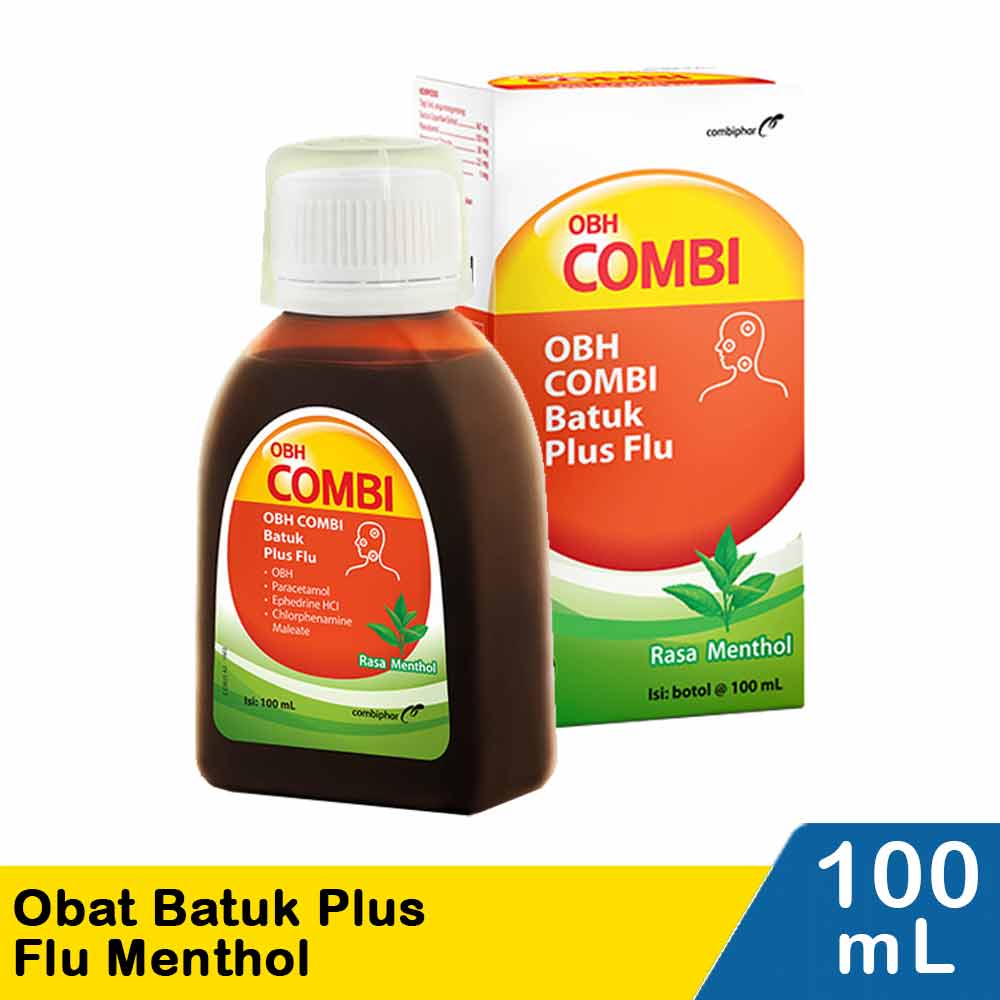 combiphar
OBH
COMBI
OBH
COMBI
Batuk
Plus Flu
Rasa Menthol
Isi: botol @ 100 mL
OBH
COMBI
OBH COMBI
Batuk
Plus Flu
• OBH
• Paracetamol
• Ephedrine HCl
• Chlorphenamine
Maleate
Rasa Menthol
Isi: 100 mL
combiphar
Obat Batuk Plus
Flu Menthol
100
mL